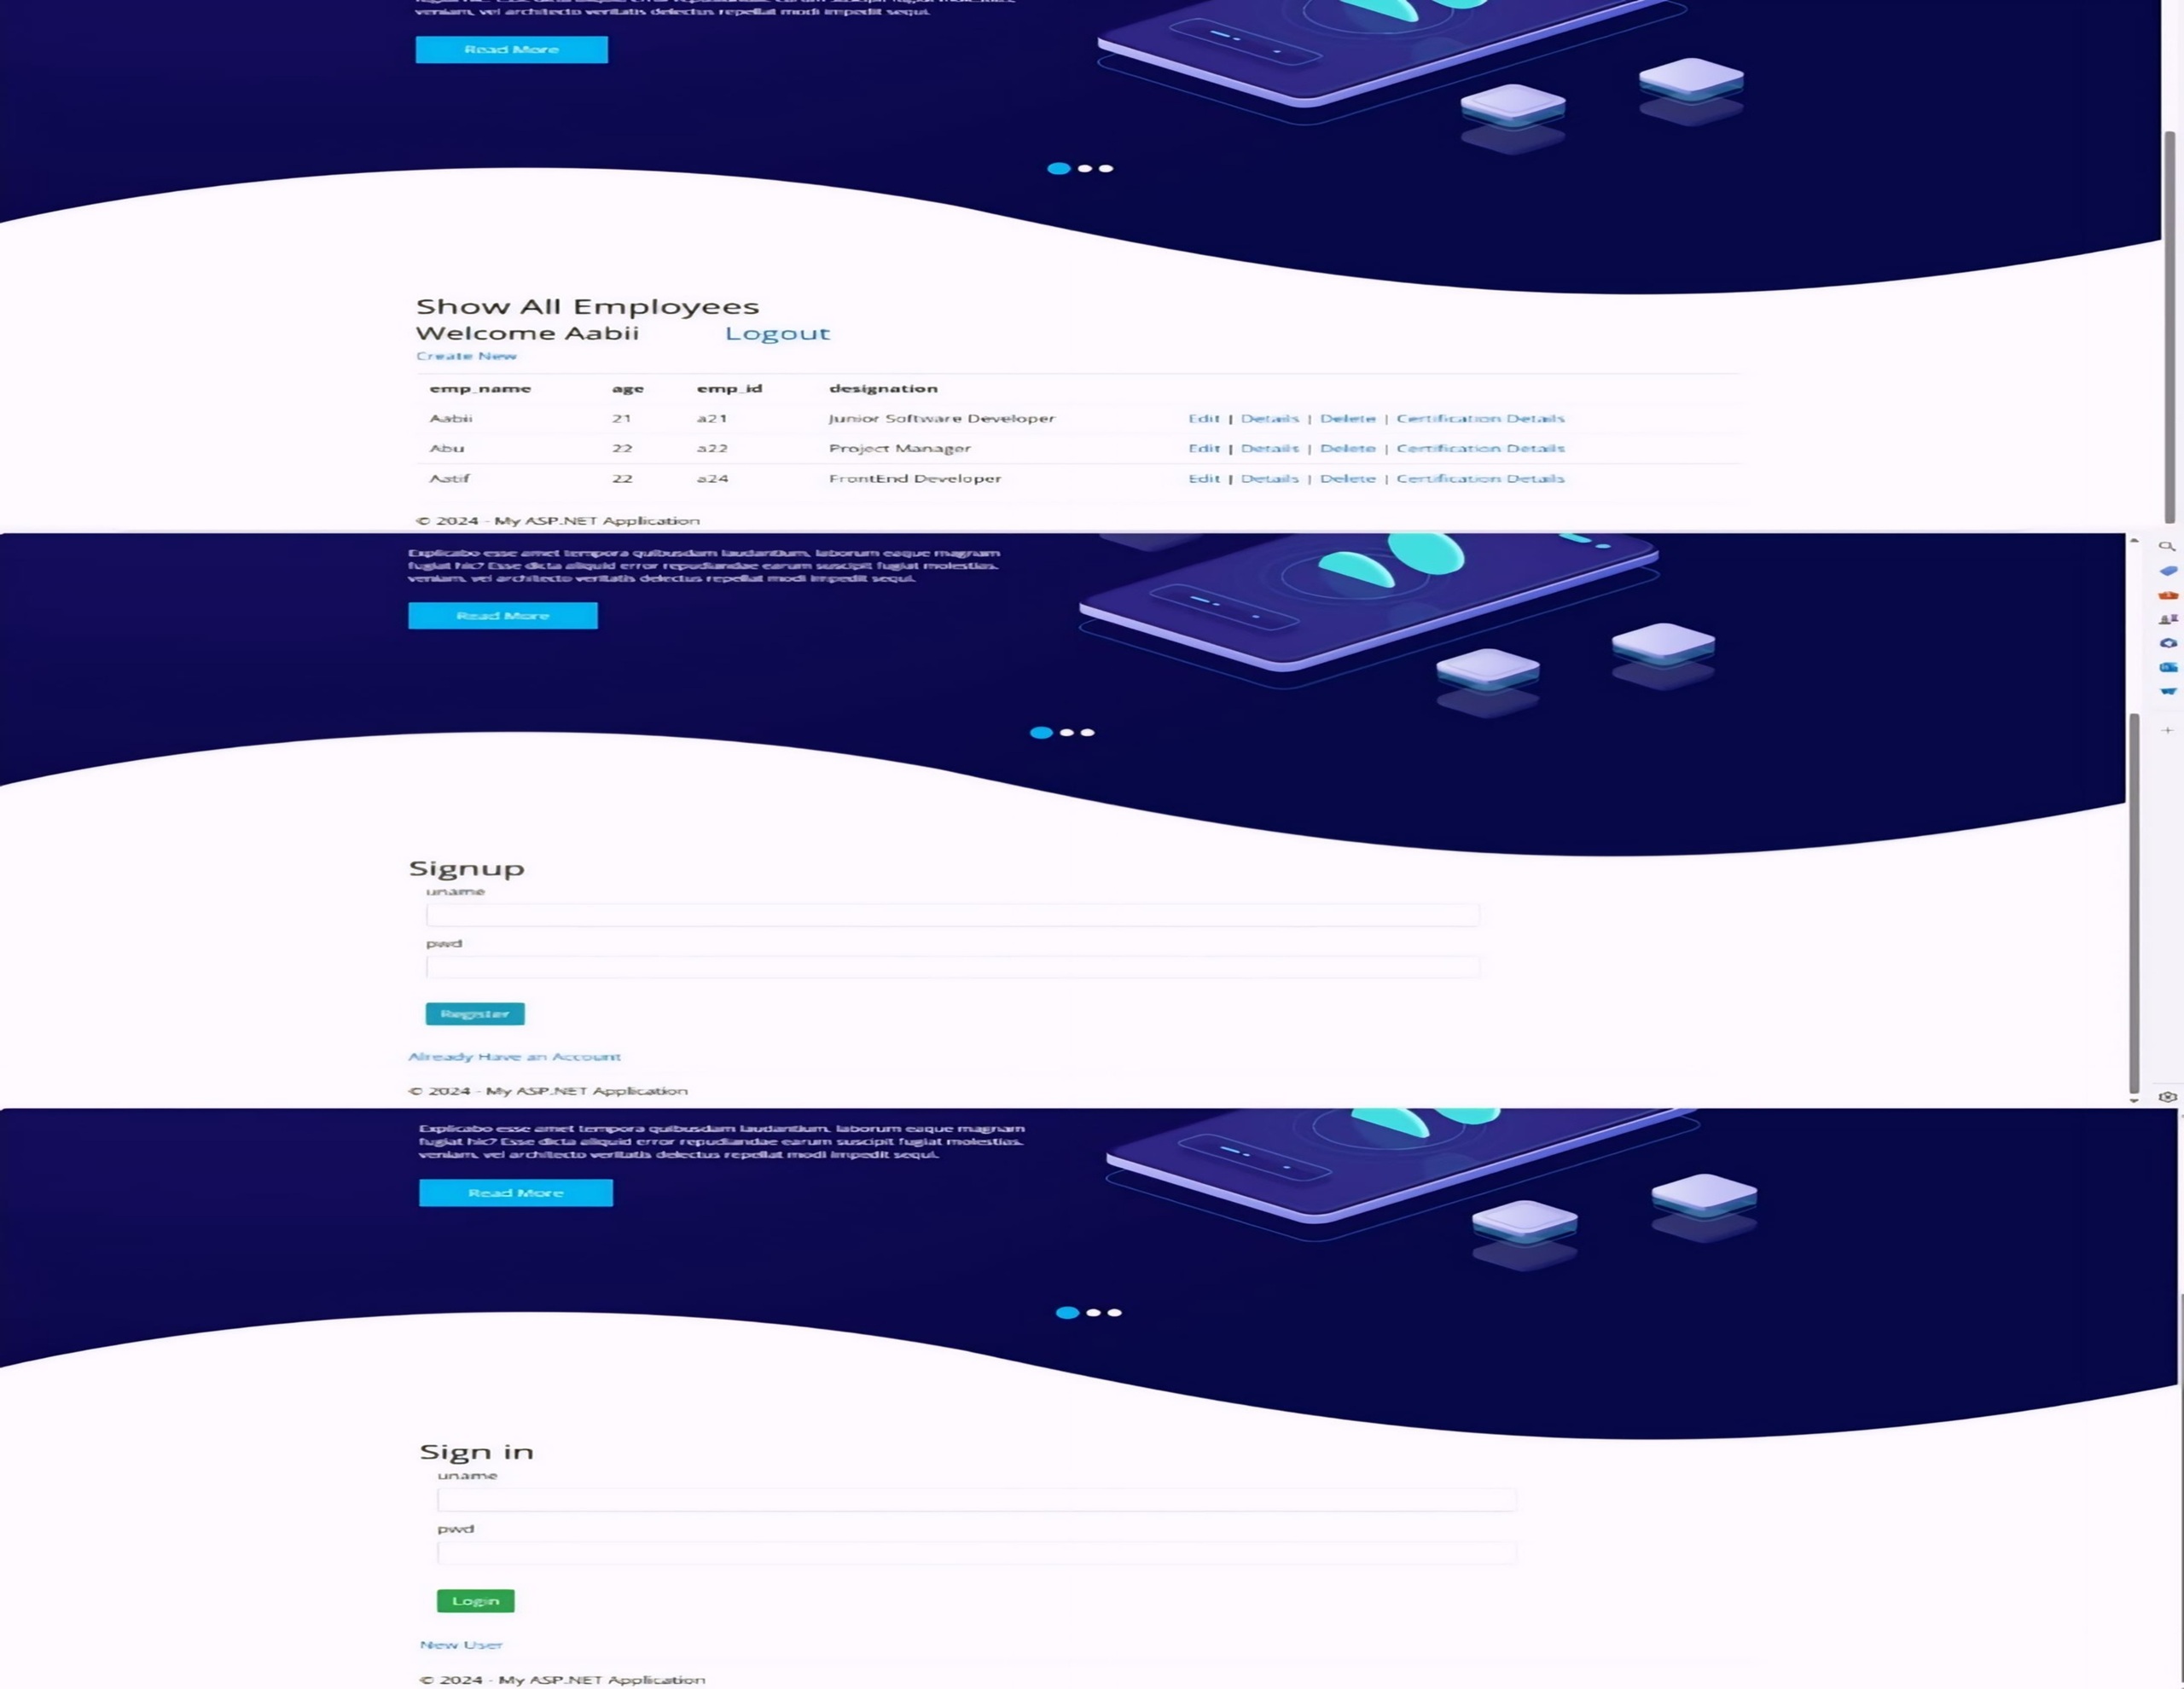 veniam, vel architecto veritatis delectus repellat modi impedit sequi.
Read More
Show All Employees
Welcome Aabii Logout
Create New
emp_name age emp_id designation
Aabii 21 a21 Junior Software Developer Edit | Details | Delete | Certification Details
Abu 22 a22 Project Manager Edit | Details | Delete | Certification Details
Aatif 22 a24 FrontEnd Developer Edit | Details | Delete | Certification Details
© 2024 - My ASP.NET Application
Explicabo esse amet tempora quibusdam laudantium, laborum eaque magnam
fugiat hic? Esse dicta aliquid error repudiandae earum suscipit fugiat molestias,
veniam, vel architecto veritatis delectus repellat modi impedit sequi.
Read More
Signup
uname
pwd
Register
Already Have an Account
© 2024 - My ASP.NET Application
Explicabo esse amet tempora quibusdam laudantium, laborum eaque magnam
fugiat hic? Esse dicta aliquid error repudiandae earum suscipit fugiat molestias,
veniam, vel architecto veritatis delectus repellat modi impedit sequi.
Read More
Sign in
uname
pwd
Login
New User
© 2024 - My ASP.NET Application